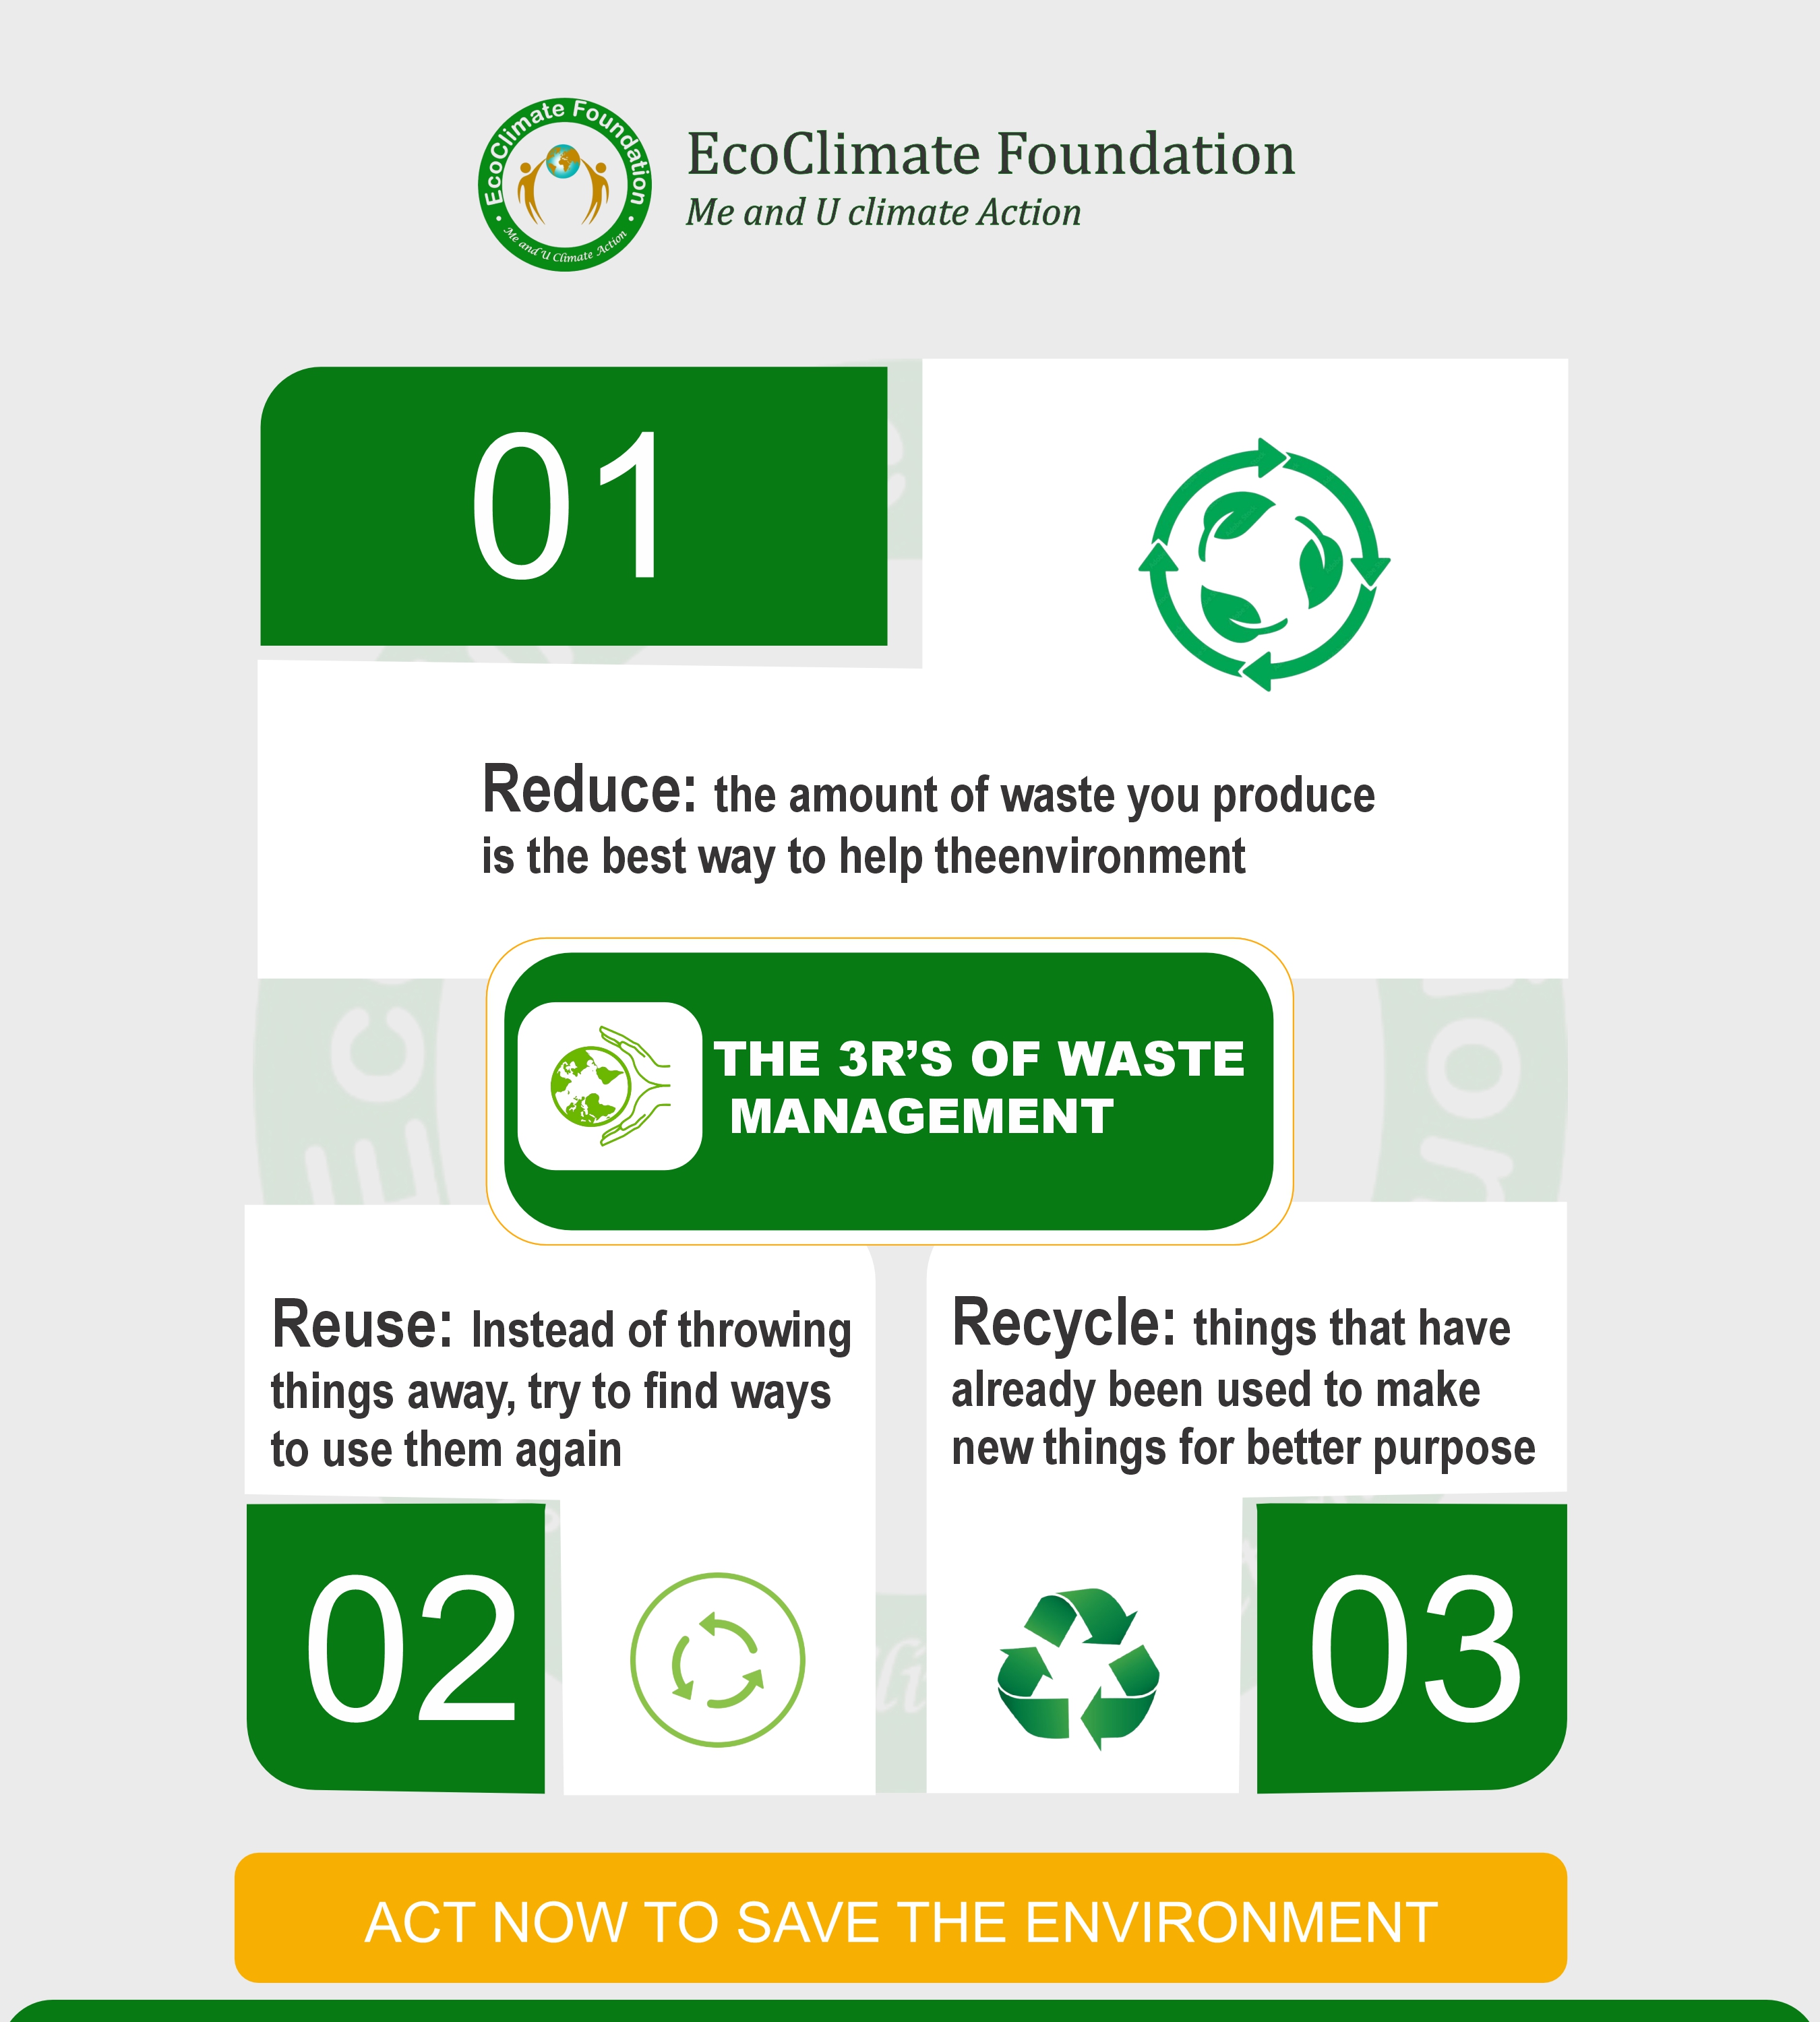 EcoClimate Foundation
Me and U Climate Action
EcoClimate Foundation
Me and U climate Action
01
Reduce: the amount of waste you produce
is the best way to help theenvironment
THE 3R’S OF WASTE
MANAGEMENT
Reuse: Instead of throwing
things away, try to find ways
to use them again
Recycle: things that have
already been used to make
new things for better purpose
02
03
ACT NOW TO SAVE THE ENVIRONMENT